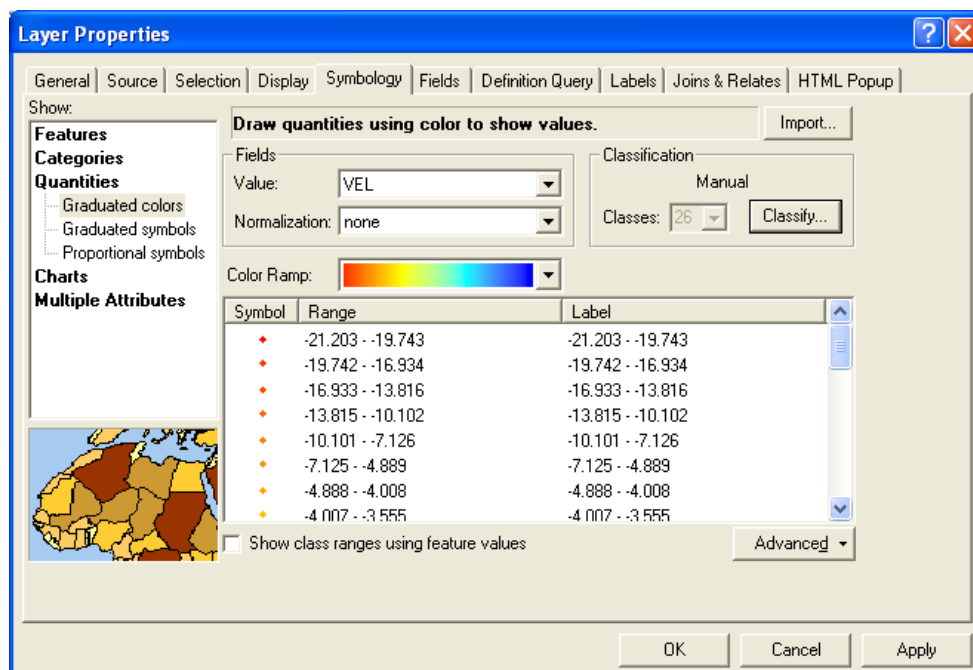 Layer Properties
General Source Selection Display Symbology Fields Definition Query Labels Joins & Relates HTML Popup
Show:
Features
Categories
Quantities
Graduated colors
Graduated symbols
Proportional symbols
Charts
Multiple Attributes
Draw quantities using color to show values.
Import...
Fields
Value: VEL
Normalization: none
Classification
Manual
Classes: 26 Classify...
Color Ramp:
Symbol Range Label
-21.203 - -19.743 -21.203 - -19.743
-19.742 - -16.934 -19.742 - -16.934
-16.933 - -13.816 -16.933 - -13.816
-13.815 - -10.102 -13.815 - -10.102
-10.101 - -7.126 -10.101 - -7.126
-7.125 - -4.889 -7.125 - -4.889
-4.888 - -4.008 -4.888 - -4.008
-4.007 - -3.555 -4.007 - -3.555
Show class ranges using feature values
Advanced
OK Cancel Apply